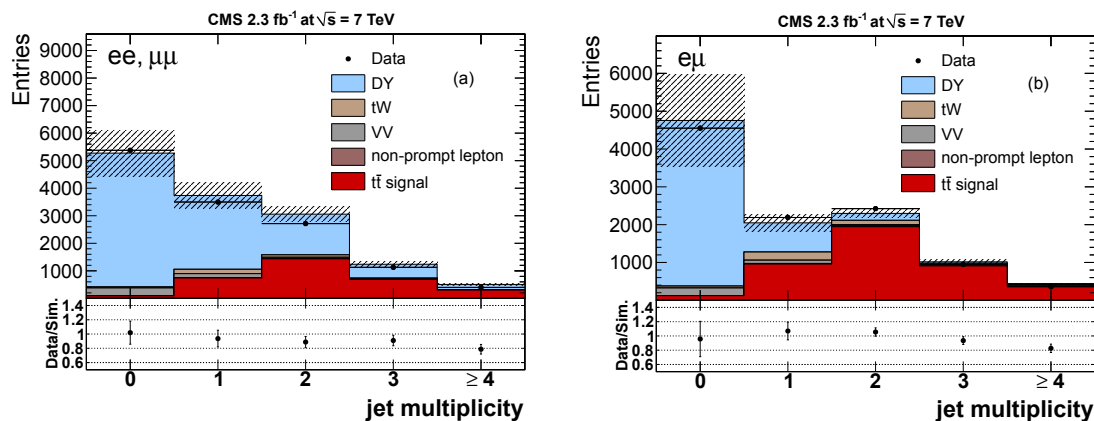 CMS 2.3 fb⁻¹ at √s = 7 TeV
ee, μμ
(a)
Entries
9000
8000
7000
6000
5000
4000
3000
2000
1000
Data
DY
tW
VV
non-prompt lepton
tt̄ signal
Data/Sim.
1.4
1.2
1
0.8
0.6
0 1 2 3 ≥ 4
jet multiplicity
CMS 2.3 fb⁻¹ at √s = 7 TeV
eμ
(b)
Entries
6000
5000
4000
3000
2000
1000
Data
DY
tW
VV
non-prompt lepton
tt̄ signal
Data/Sim.
1.4
1.2
1
0.8
0.6
0 1 2 3 ≥ 4
jet multiplicity